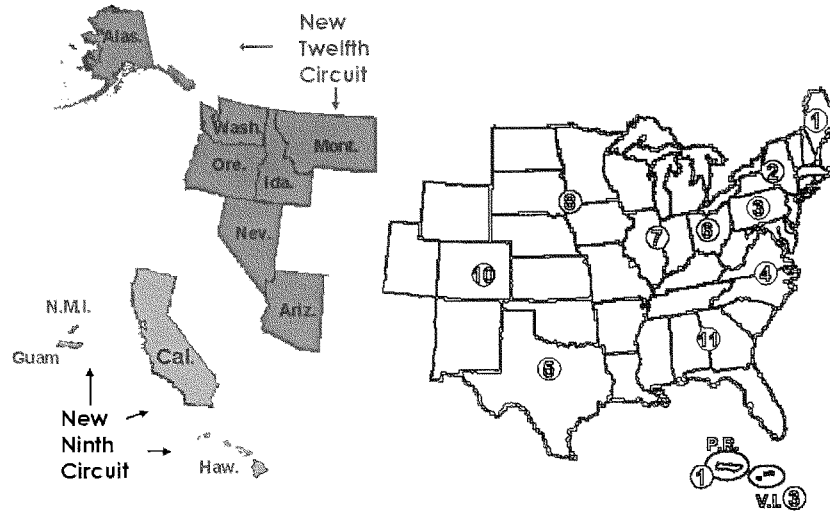 Alas.
New
Twelfth
Circuit
Wash.
Mont.
Ore.
Ida.
Nev.
Ariz.
N.M.I.
Guam
Cal.
New
Ninth
Circuit
Haw.
1
2
3
8
6
7
4
10
11
5
P.R.
1
V.I. 3